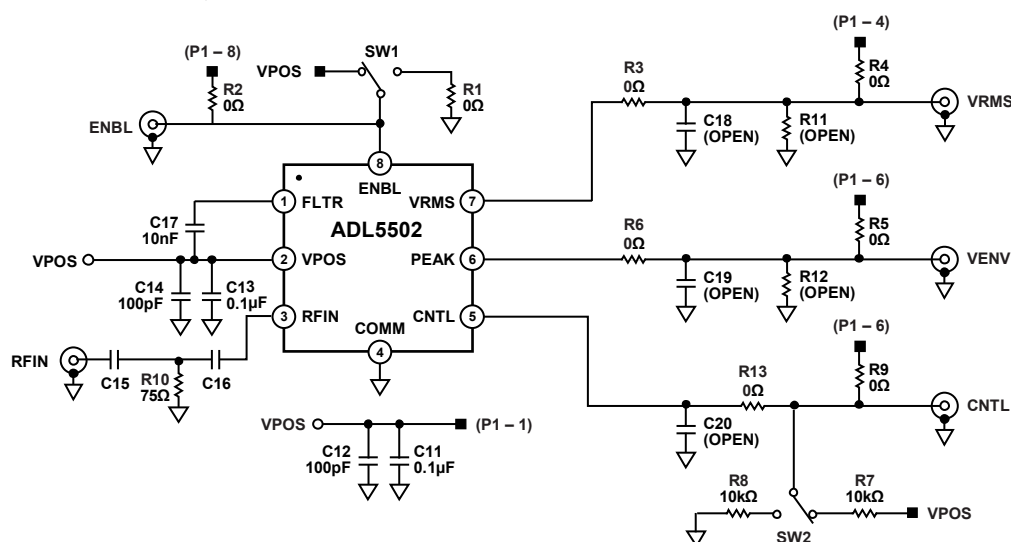 (P1 – 8)
R2
0Ω
VPOS
SW1
R1
0Ω
ENBL
8
ENBL
ADL5502
1
FLTR
VRMS
7
2
VPOS
PEAK
6
3
RFIN
CNTL
5
COMM
4
C17
10nF
VPOS
C14
100pF
C13
0.1µF
RFIN
C15
R10
75Ω
C16
VPOS
(P1 – 1)
C12
100pF
C11
0.1µF
R3
0Ω
C18
(OPEN)
R11
(OPEN)
(P1 – 4)
R4
0Ω
VRMS
R6
0Ω
C19
(OPEN)
R12
(OPEN)
(P1 – 6)
R5
0Ω
VENV
R13
0Ω
C20
(OPEN)
(P1 – 6)
R9
0Ω
CNTL
R8
10kΩ
SW2
R7
10kΩ
VPOS